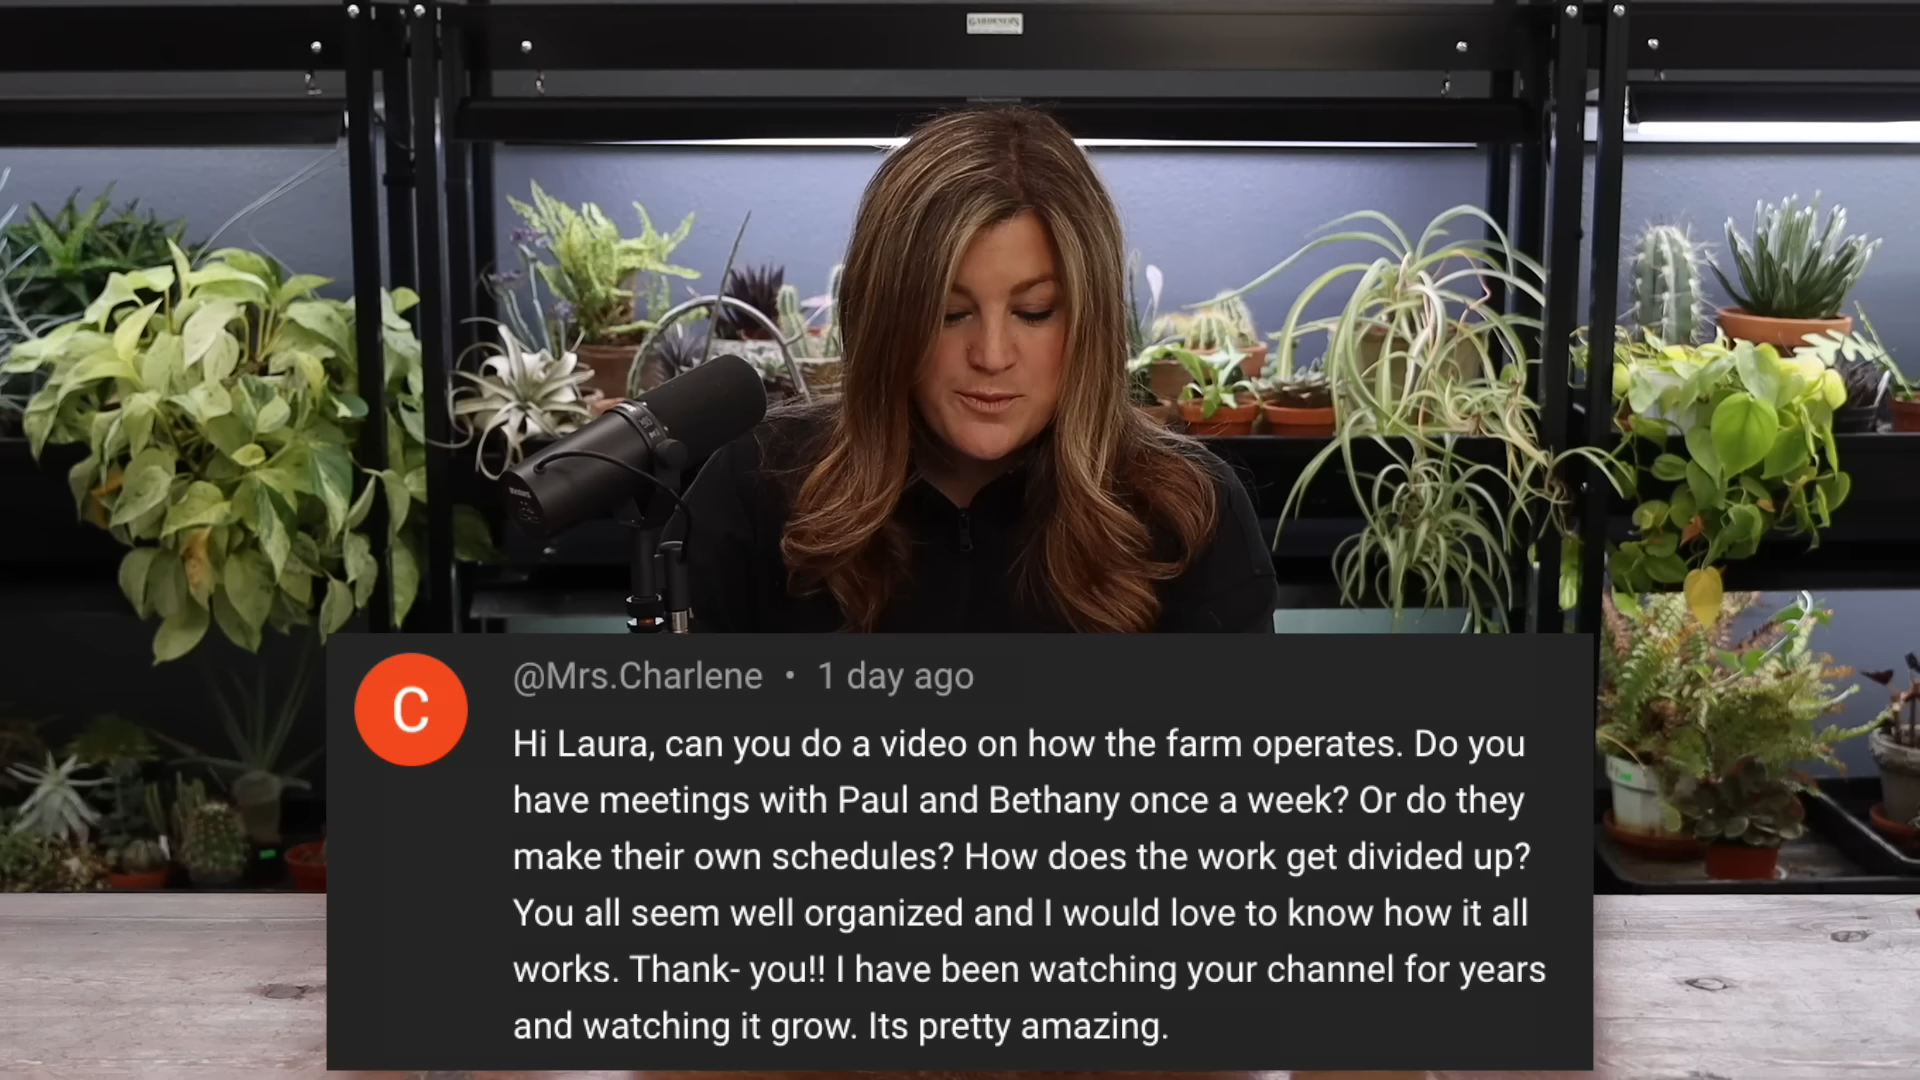 GARDENER'S
@Mrs.Charlene • 1 day ago
C
Hi Laura, can you do a video on how the farm operates. Do you
have meetings with Paul and Bethany once a week? Or do they
make their own schedules? How does the work get divided up?
You all seem well organized and I would love to know how it all
works. Thank- you!! I have been watching your channel for years
and watching it grow. Its pretty amazing.